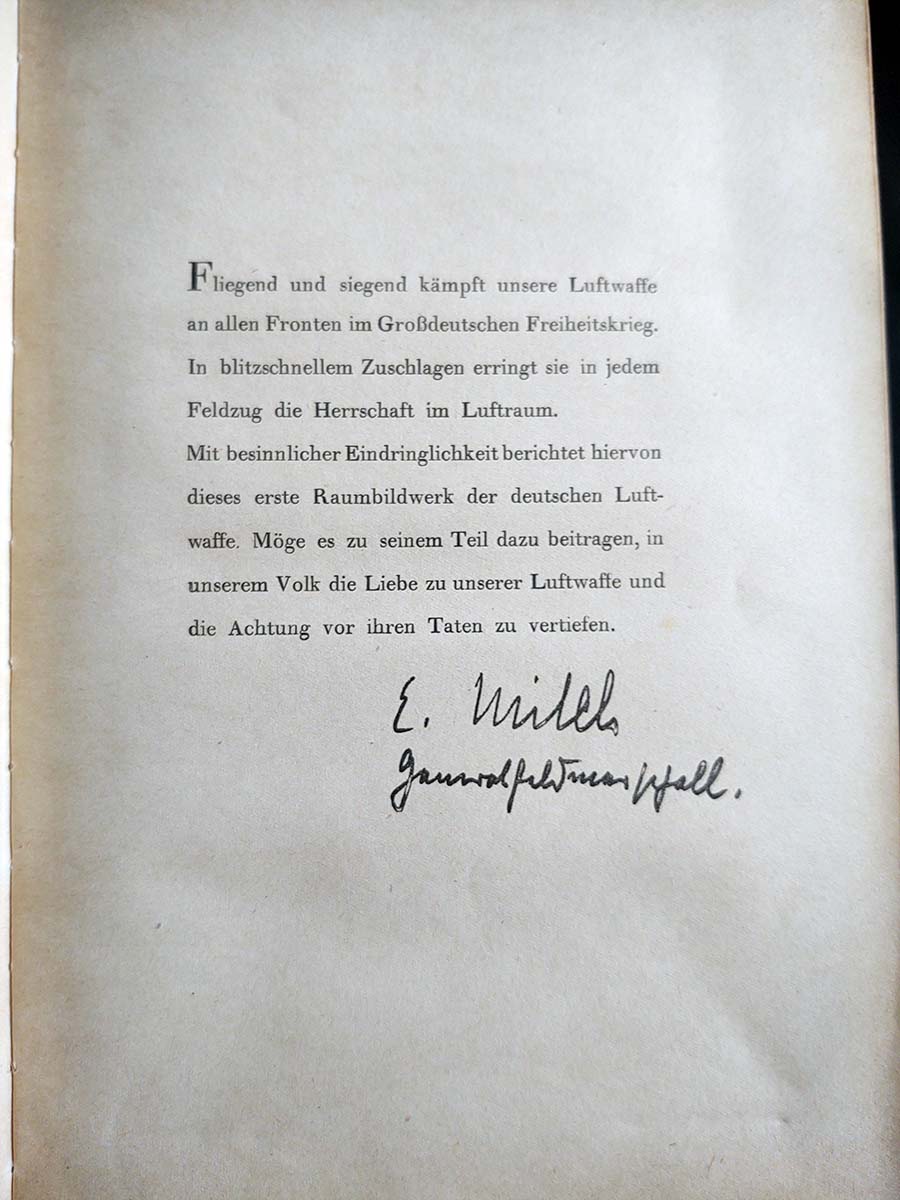 Fliegend und siegend kämpft unsere Luftwaffe
an allen Fronten im Großdeutschen Freiheitskrieg.
In blitzschnellem Zuschlagen erringt sie in jedem
Feldzug die Herrschaft im Luftraum.
Mit besinnlicher Eindringlichkeit berichtet hiervon
dieses erste Raumbildwerk der deutschen Luft-
waffe. Möge es zu seinem Teil dazu beitragen, in
unserem Volk die Liebe zu unserer Luftwaffe und
die Achtung vor ihren Taten zu vertiefen.
E. Milch
Generalfeldmarschall.